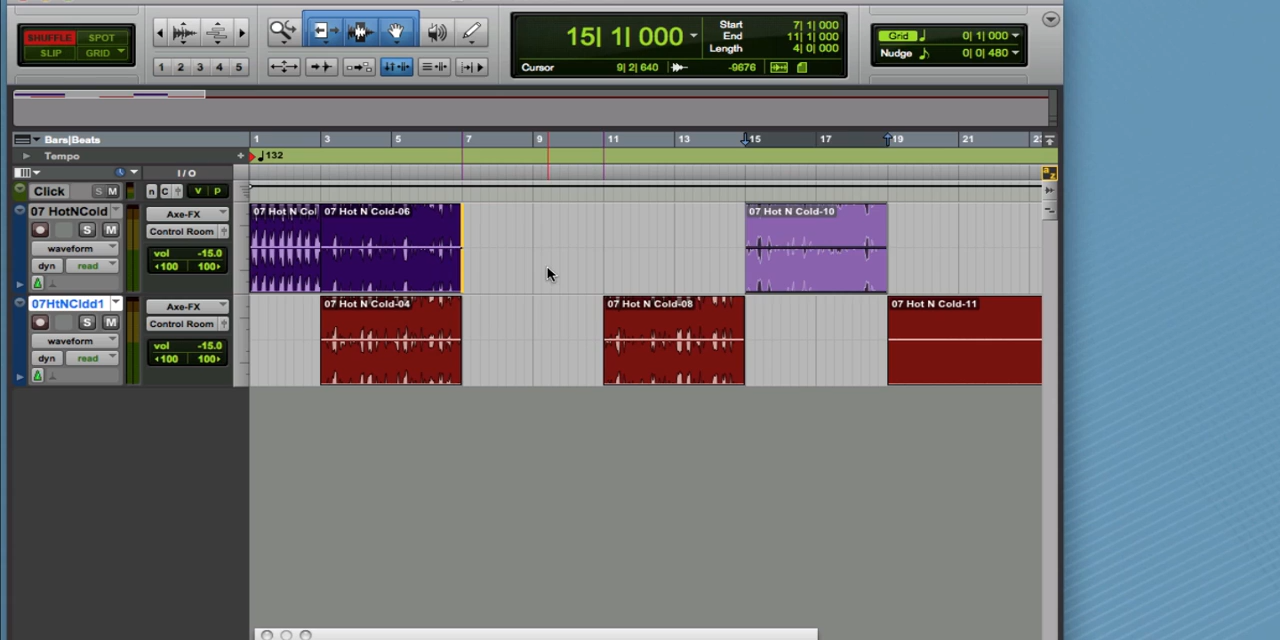 SHUFFLE SPOT
SLIP GRID
1 2 3 4 5
15| 1| 000
Start 7| 1| 000
End 11| 1| 000
Length 4| 0| 000
Cursor 9| 2| 640 -9676
Grid 0| 1| 000
Nudge 0| 0| 480
Bars|Beats 1 3 5 7 9 11 13 15 17 19 21 23
Tempo 132
I/O
Click S M n C V P
07 HotNCold
S M
waveform
dyn read
Axe-FX
Control Room
vol -15.0
100 100
07 Hot N Col 07 Hot N Cold-06 07 Hot N Cold-10
07HtNCldd1
S M
waveform
dyn read
Axe-FX
Control Room
vol -15.0
100 100
07 Hot N Cold-04 07 Hot N Cold-08 07 Hot N Cold-11